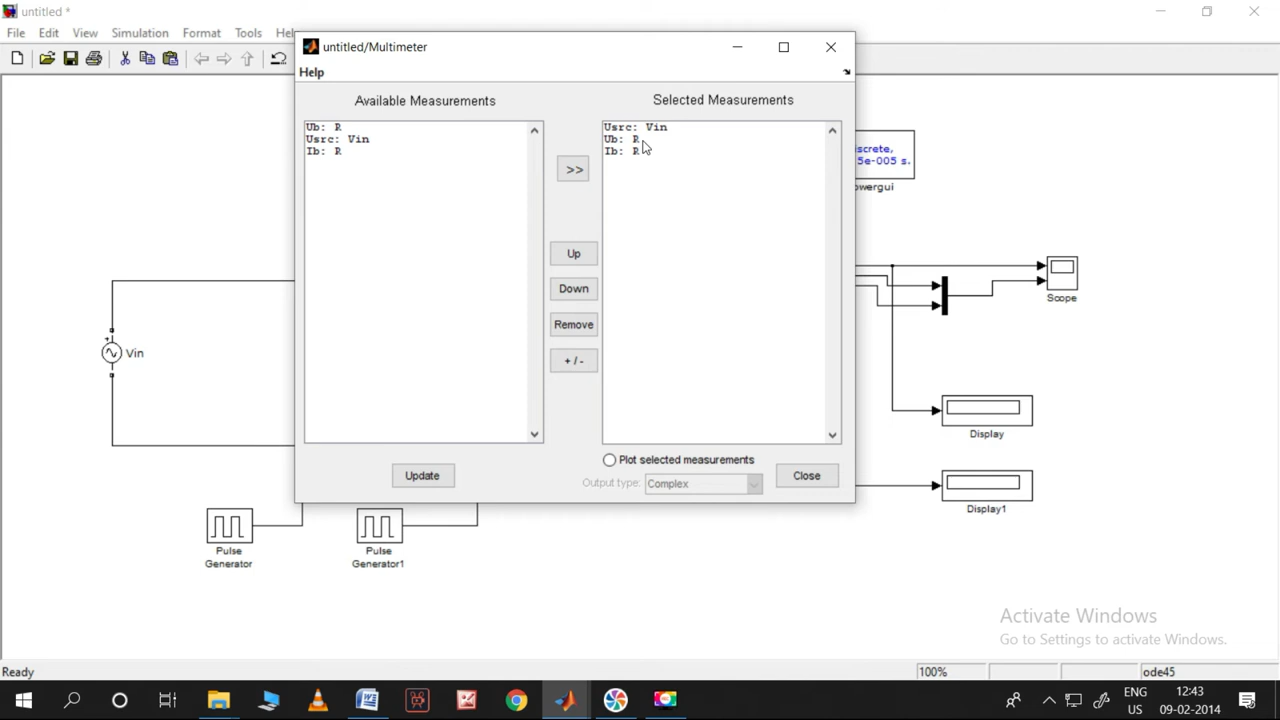 untitled *
File Edit View Simulation Format Tools Hel
untitled/Multimeter
Help
Available Measurements
Selected Measurements
Ub: R
Usrc: Vin
Ib: R
Usrc: Vin
Ub: R
Ib: R
>>
Up
Down
Remove
+ / -
Plot selected measurements
Output type:
Complex
Update
Close
screte,
5e-005 s.
owergui
Scope
+
Vin
Display
Display1
Pulse
Generator
Pulse
Generator1
Activate Windows
Go to Settings to activate Windows.
Ready
100%
ode45
ENG
US
12:43
09-02-2014